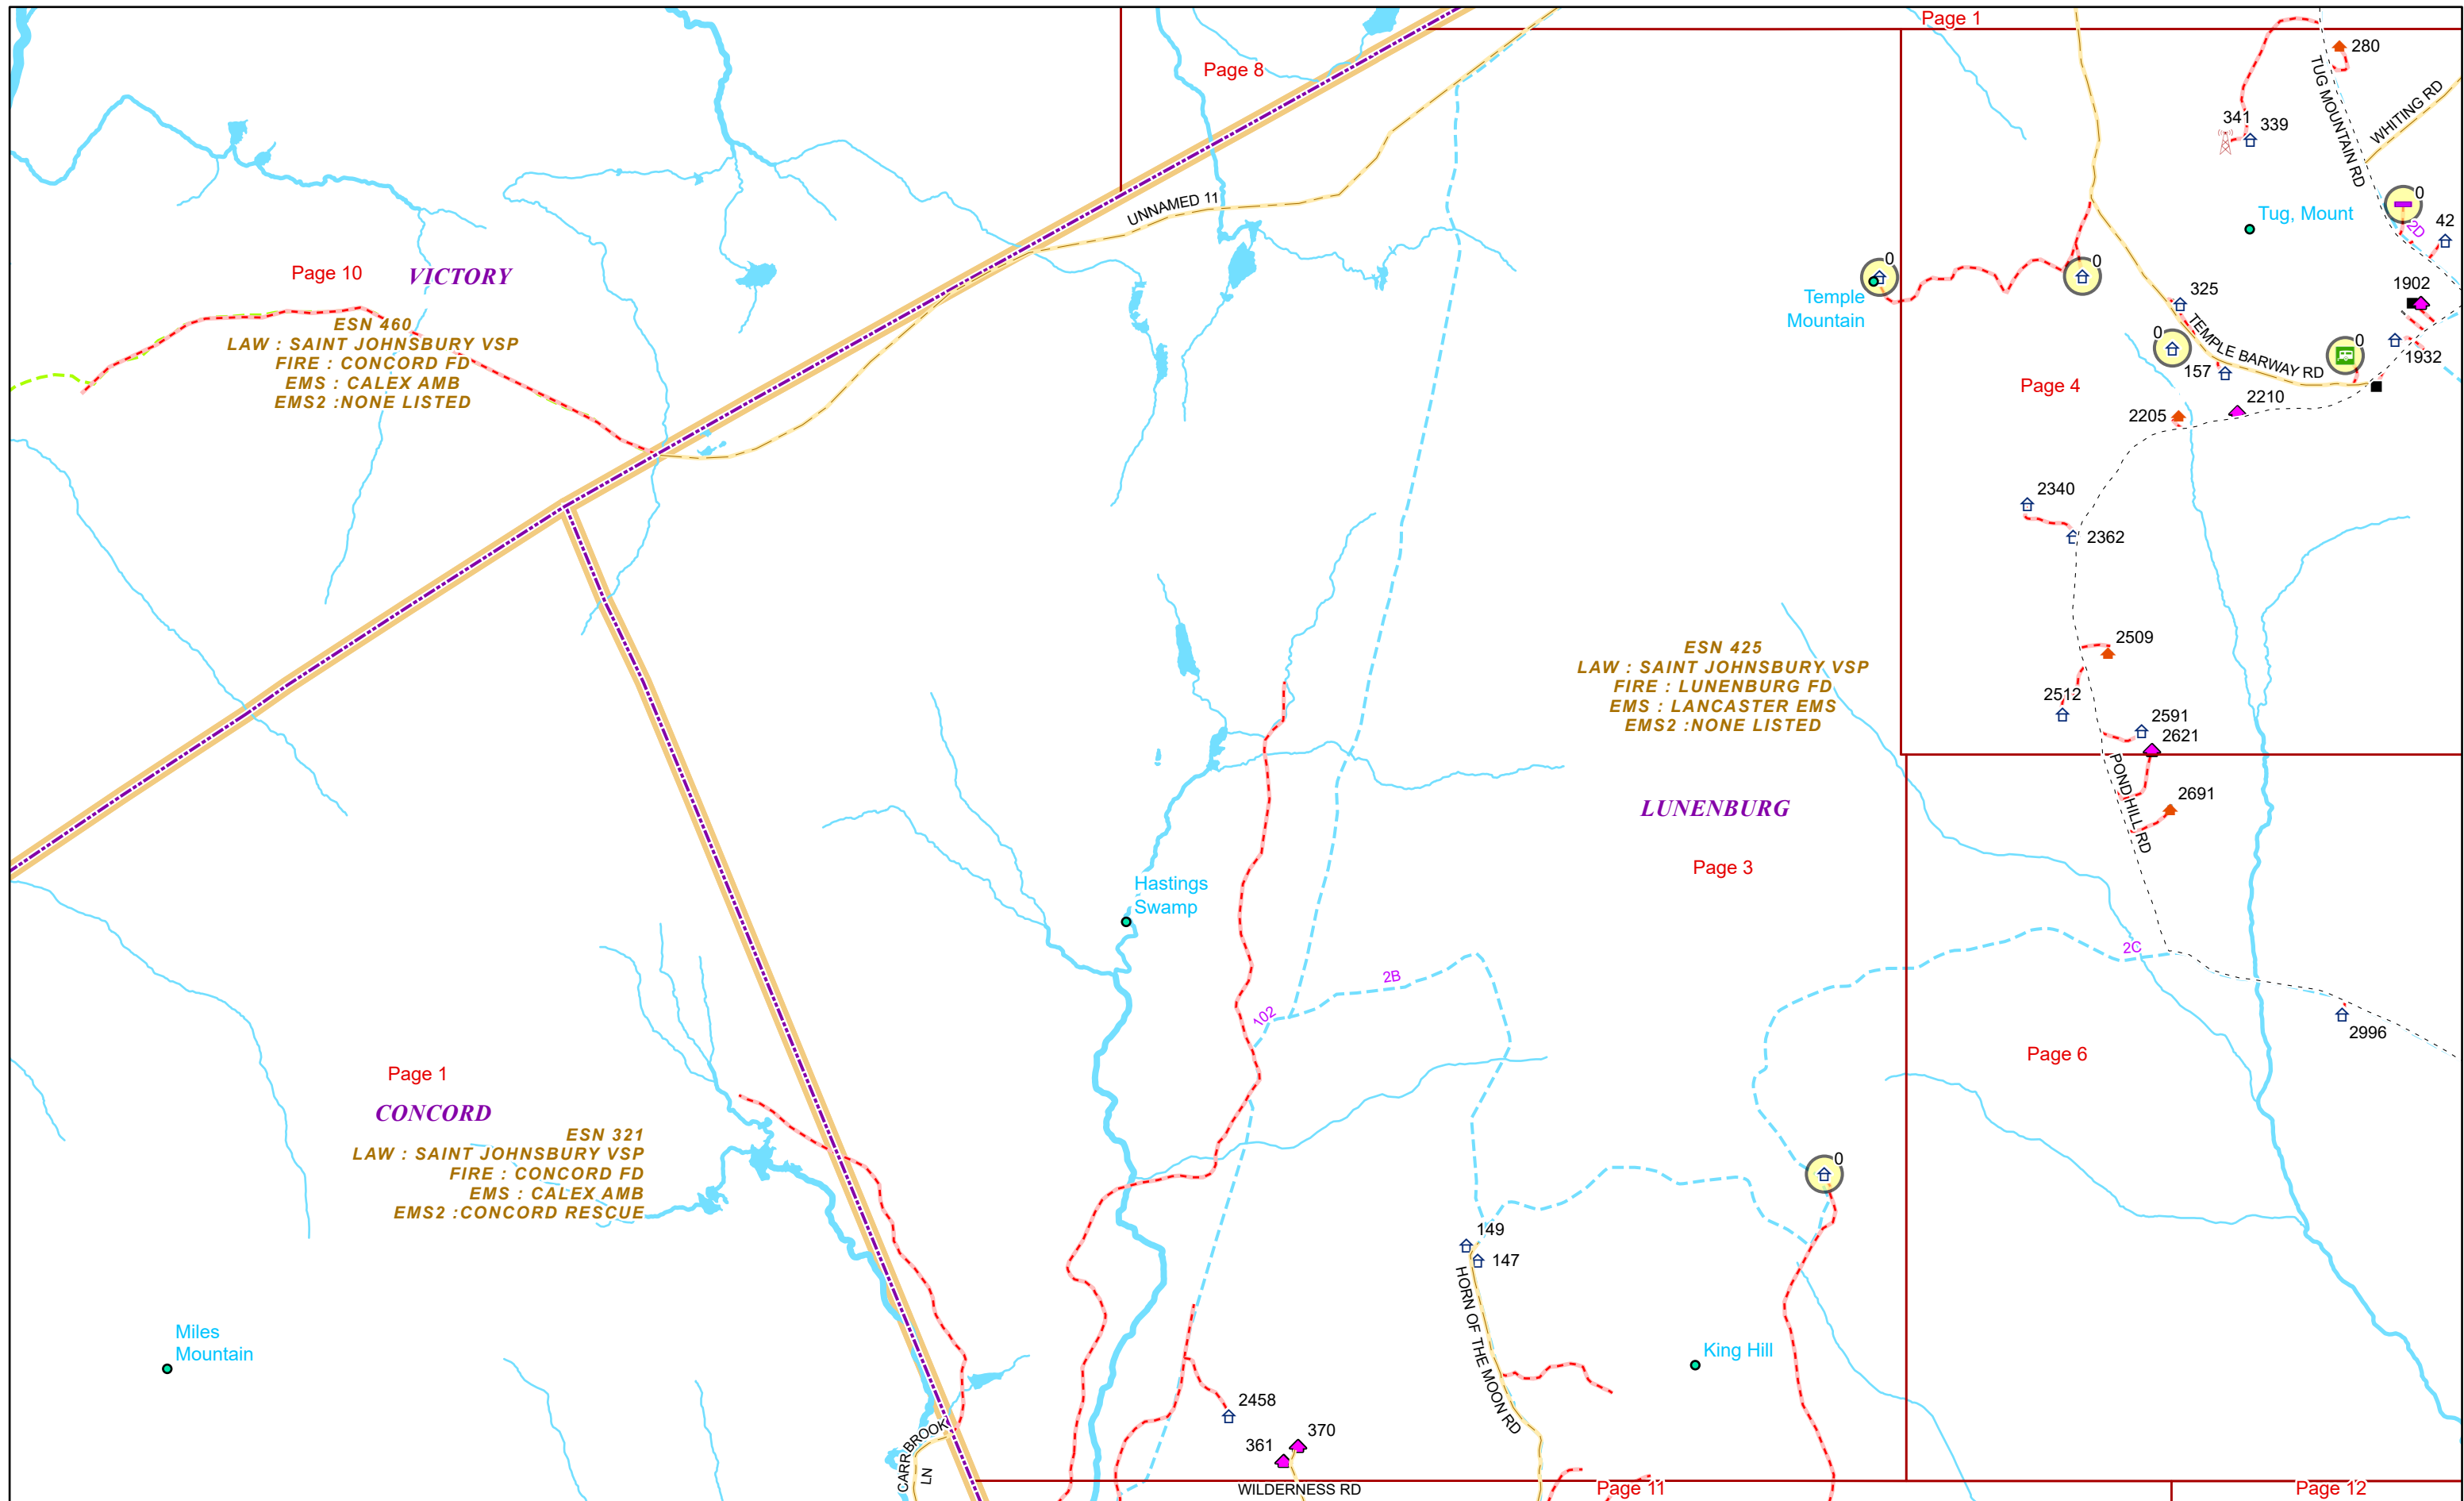 Page 1
Page 8
280
TUG MOUNTAIN RD
WHITING RD
341
339
0
UNNAMED 11
Tug, Mount
2D
42
Page 10
VICTORY
0
0
1902
Temple
Mountain
325
ESN 460
LAW : SAINT JOHNSBURY VSP
FIRE : CONCORD FD
EMS : CALEX AMB
EMS2 :NONE LISTED
0
TEMPLE BARWAY RD
0
1932
157
Page 4
2210
2205
2340
2362
2509
ESN 425
LAW : SAINT JOHNSBURY VSP
FIRE : LUNENBURG FD
EMS : LANCASTER EMS
EMS2 :NONE LISTED
2512
2591
2621
POND HILL RD
2691
LUNENBURG
Page 3
Hastings
Swamp
2C
2B
102
2996
Page 6
Page 1
CONCORD
ESN 321
LAW : SAINT JOHNSBURY VSP
FIRE : CONCORD FD
EMS : CALEX AMB
EMS2 :CONCORD RESCUE
0
149
147
HORN OF THE MOON RD
Miles
Mountain
King Hill
2458
370
361
CARR BROOK
LN
WILDERNESS RD
Page 11
Page 12